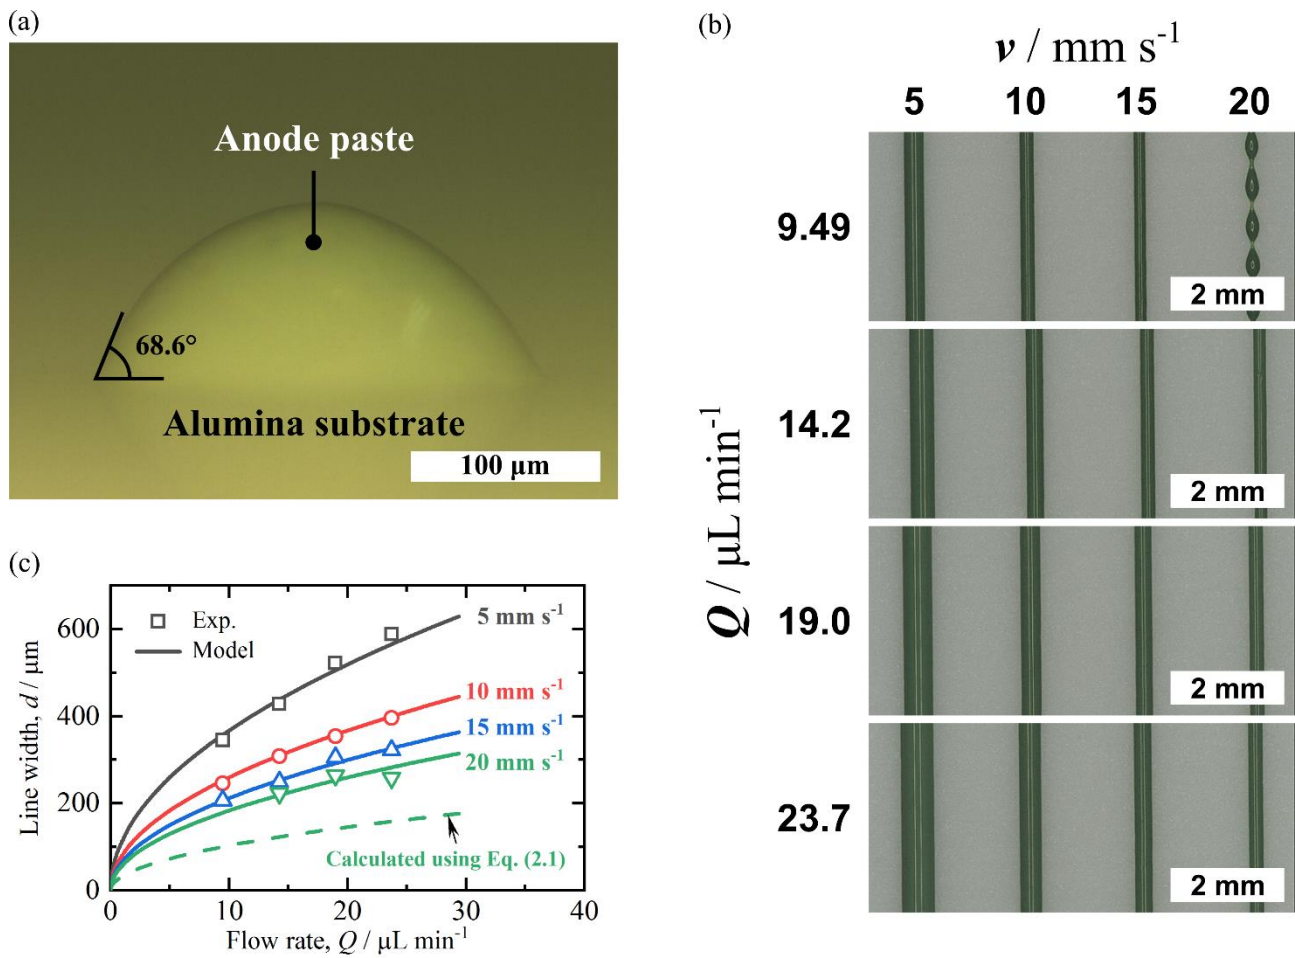 (a)
Anode paste
68.6°
Alumina substrate
100 μm
(b)
v / mm s⁻¹
5 10 15 20
Q / μL min⁻¹
9.49
2 mm
14.2
2 mm
19.0
2 mm
23.7
2 mm
(c)
Line width, d / μm
600
400
200
0
Exp.
Model
5 mm s⁻¹
10 mm s⁻¹
15 mm s⁻¹
20 mm s⁻¹
Calculated using Eq. (2.1)
0 10 20 30 40
Flow rate, Q / μL min⁻¹